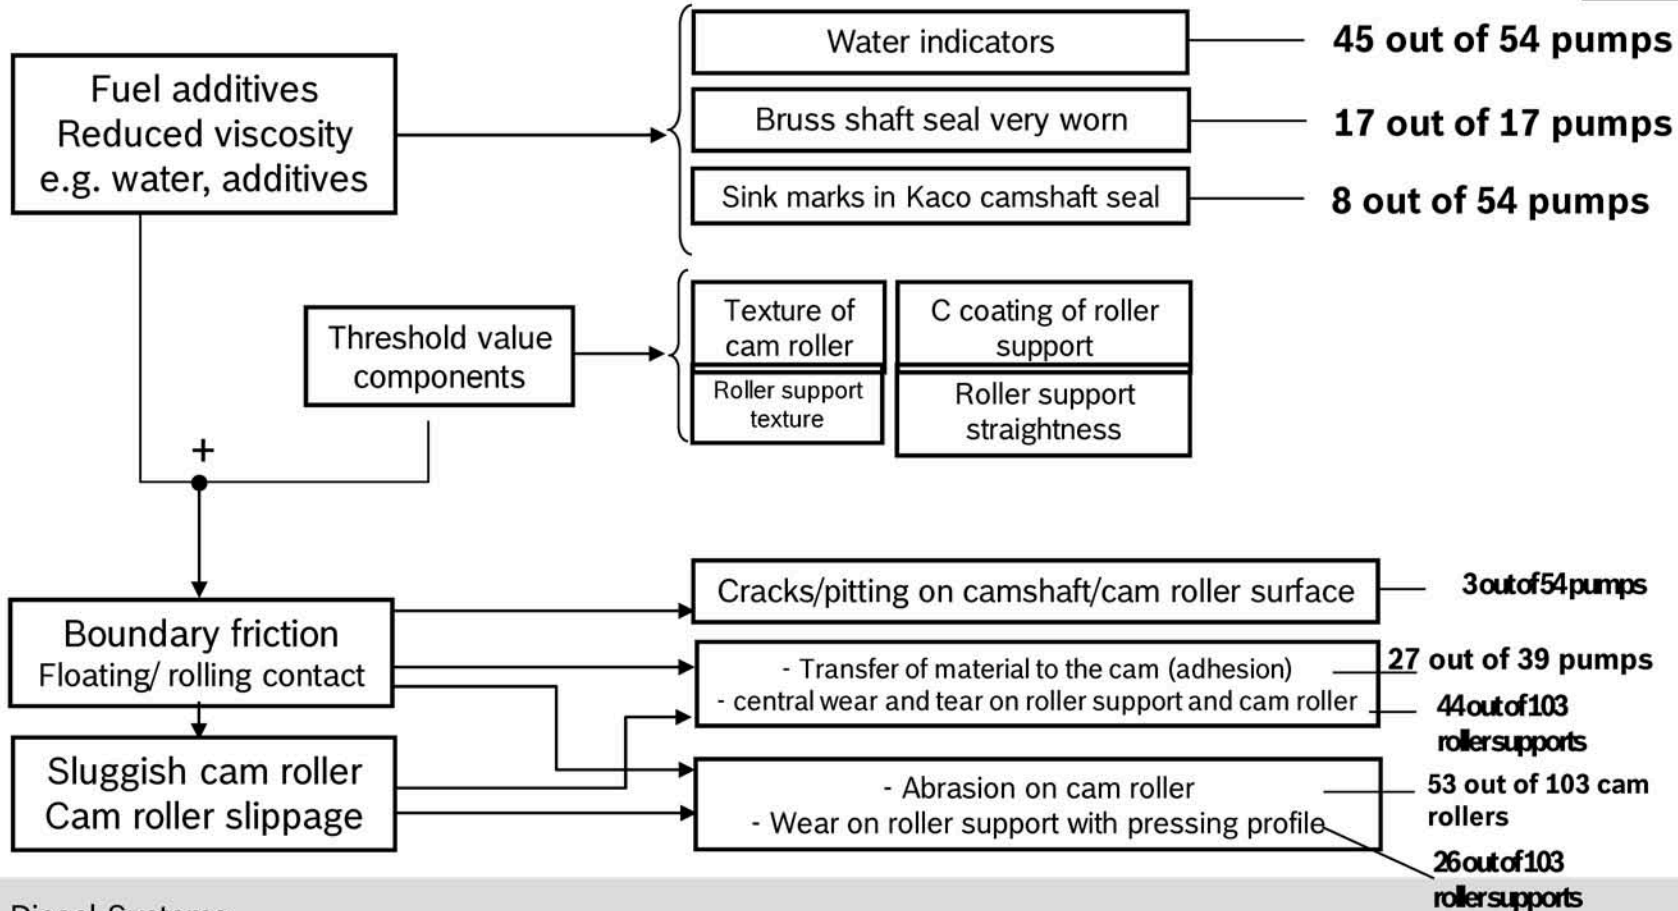 Fuel additives
Reduced viscosity
e.g. water, additives
Water indicators
45 out of 54 pumps
Bruss shaft seal very worn
17 out of 17 pumps
Sink marks in Kaco camshaft seal
8 out of 54 pumps
Threshold value
components
Texture of
cam roller
C coating of roller
support
Roller support
texture
Roller support
straightness
+
Boundary friction
Floating/ rolling contact
Cracks/pitting on camshaft/cam roller surface
3 out of 54 pumps
- Transfer of material to the cam (adhesion)
27 out of 39 pumps
- central wear and tear on roller support and cam roller
44 out of 103
roller supports
Sluggish cam roller
Cam roller slippage
- Abrasion on cam roller
53 out of 103 cam
rollers
- Wear on roller support with pressing profile
26 out of 103
roller supports
Diesel Systems